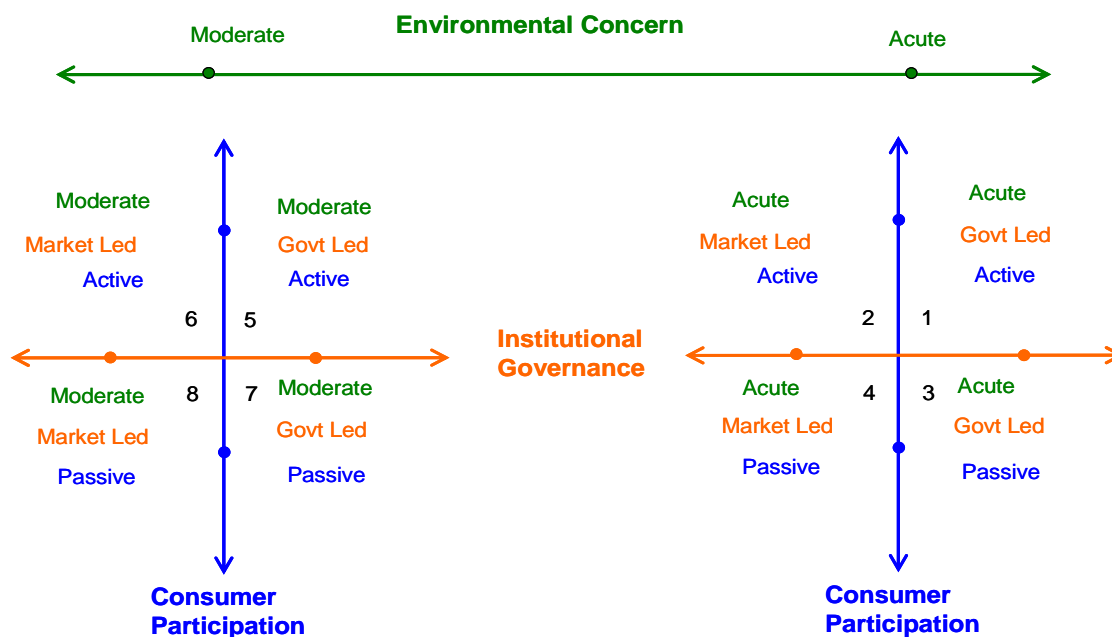 Environmental Concern
Moderate
Acute
Moderate
Moderate
Market Led
Govt Led
Active
Active
6
5
Moderate
8
7
Moderate
Market Led
Govt Led
Passive
Passive
Consumer
Participation
Institutional
Governance
Acute
Acute
Market Led
Govt Led
Active
Active
2
1
Acute
4
3
Acute
Market Led
Govt Led
Passive
Passive
Consumer
Participation